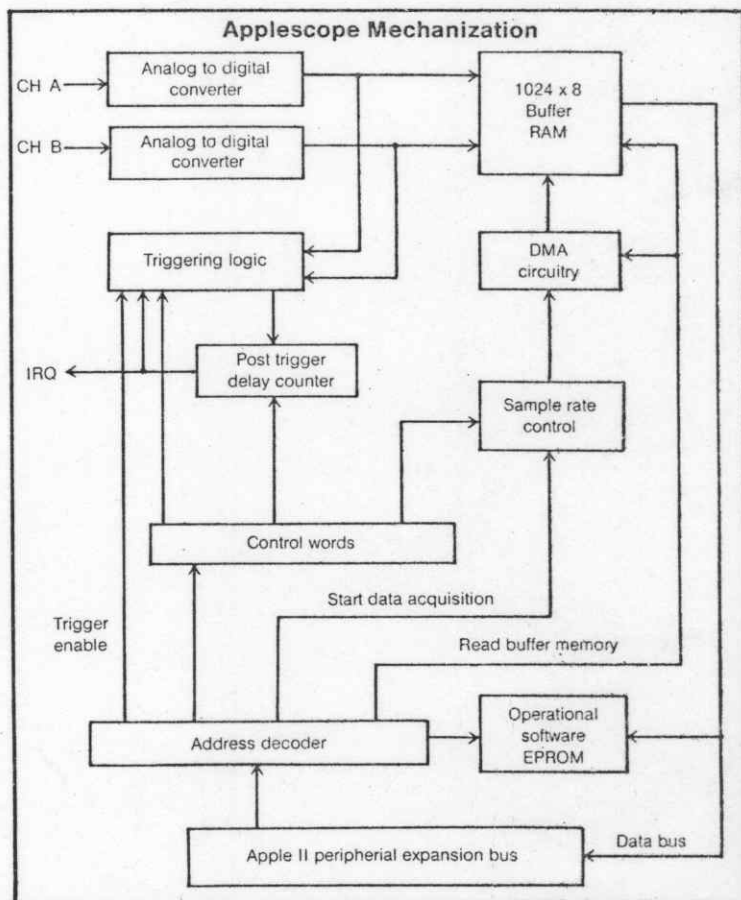 Applescope Mechanization
CH A
Analog to digital
converter
1024 x 8
Buffer
RAM
CH B
Analog to digital
converter
Triggering logic
DMA
circuitry
IRQ
Post trigger
delay counter
Sample rate
control
Control words
Start data acquisition
Trigger
enable
Read buffer memory
Address decoder
Operational
software
EPROM
Data bus
Apple II peripherial expansion bus